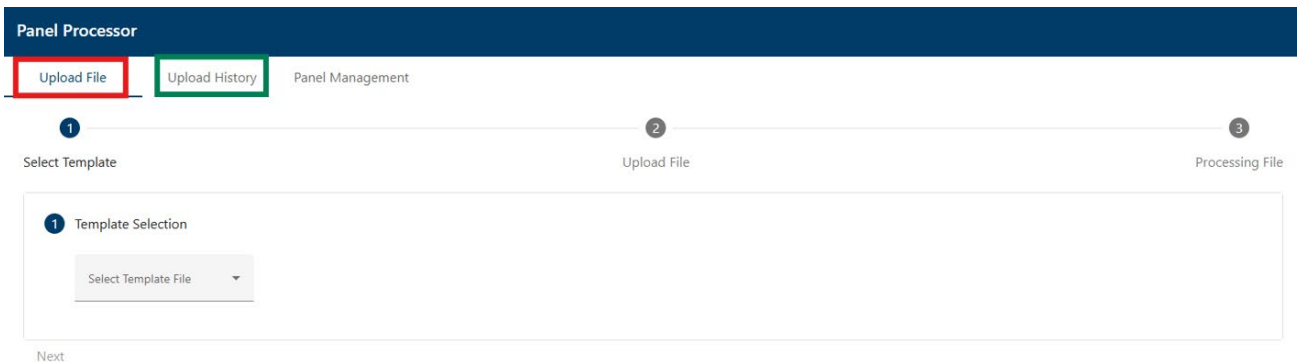 Panel Processor
Upload File Upload History Panel Management
1 2 3
Select Template Upload File Processing File
1 Template Selection
Select Template File
Next